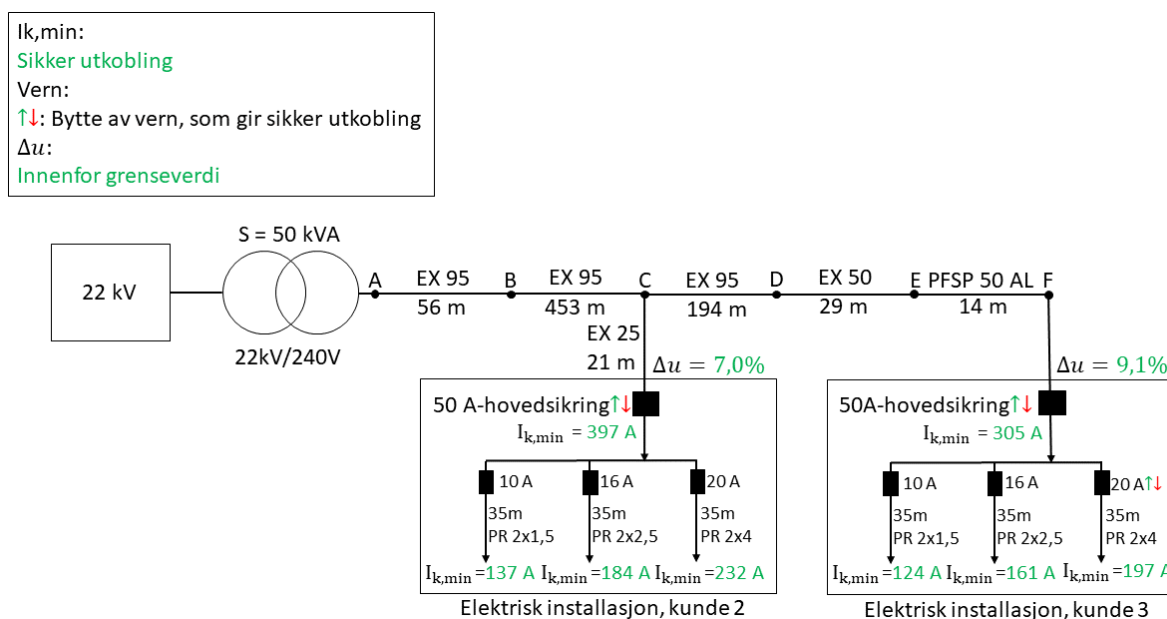 Ik,min:
Sikker utkobling
Vern:
↑↓: Bytte av vern, som gir sikker utkobling
Δu:
Innenfor grenseverdi
S = 50 kVA
22 kV
22kV/240V
A EX 95 B EX 95 C EX 95 D EX 50 E PFSP 50 AL F
56 m 453 m 194 m 29 m 14 m
EX 25
21 m
Δu = 7,0%
Δu = 9,1%
50 A-hovedsikring↑↓
Ik,min = 397 A
10 A 16 A 20 A
35m 35m 35m
PR 2x1,5 PR 2x2,5 PR 2x4
Ik,min =137 A Ik,min =184 A Ik,min =232 A
Elektrisk installasjon, kunde 2
50A-hovedsikring↑↓
Ik,min = 305 A
10 A 16 A 20 A↑↓
35m 35m 35m
PR 2x1,5 PR 2x2,5 PR 2x4
Ik,min =124 A Ik,min =161 A Ik,min =197 A
Elektrisk installasjon, kunde 3